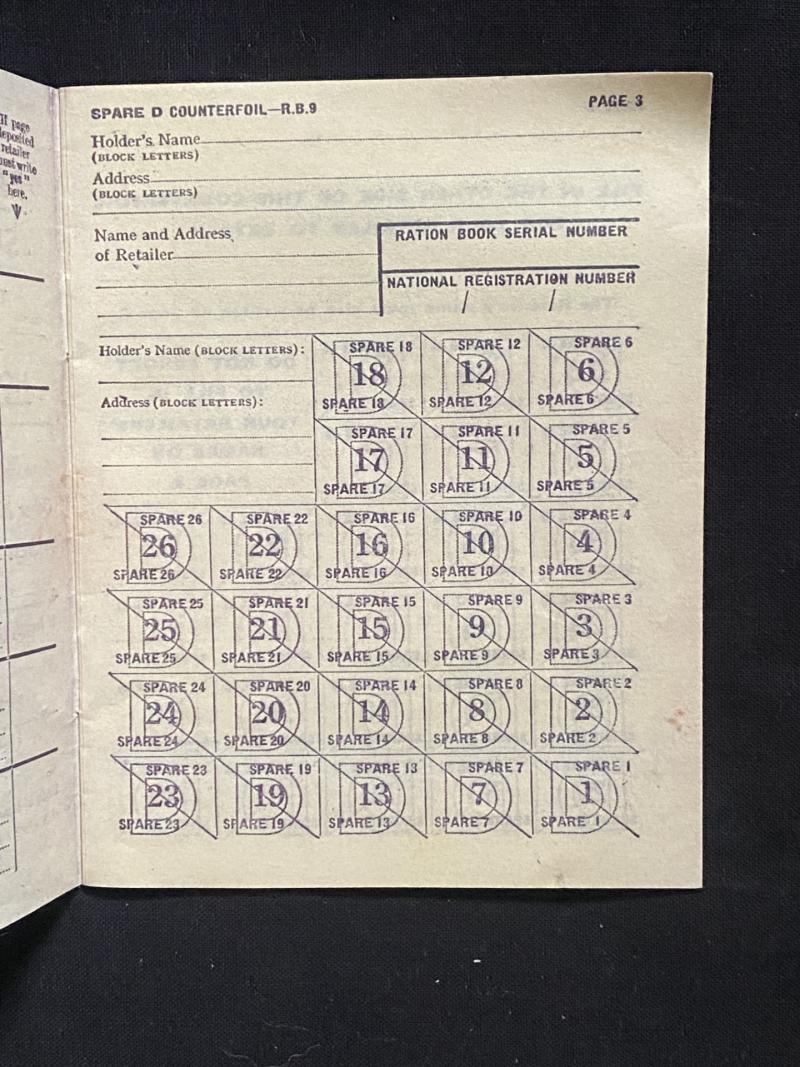 If page
deposited
retailer
must write
"yes"
here.
SPARE D COUNTERFOIL—R.B.9
PAGE 3
Holder's Name
(BLOCK LETTERS)
Address
(BLOCK LETTERS)
Name and Address
of Retailer
RATION BOOK SERIAL NUMBER
NATIONAL REGISTRATION NUMBER
/ /
Holder's Name (BLOCK LETTERS):
Address (BLOCK LETTERS):
SPARE 18 SPARE 12 SPARE 6
D 18 D 12 D 6
SPARE 18 SPARE 12 SPARE 6
SPARE 17 SPARE 11 SPARE 5
D 17 D 11 D 5
SPARE 17 SPARE 11 SPARE 5
SPARE 26 SPARE 22 SPARE 16 SPARE 10 SPARE 4
D 26 D 22 D 16 D 10 D 4
SPARE 26 SPARE 22 SPARE 16 SPARE 10 SPARE 4
SPARE 25 SPARE 21 SPARE 15 SPARE 9 SPARE 3
D 25 D 21 D 15 D 9 D 3
SPARE 25 SPARE 21 SPARE 15 SPARE 9 SPARE 3
SPARE 24 SPARE 20 SPARE 14 SPARE 8 SPARE 2
D 24 D 20 D 14 D 8 D 2
SPARE 24 SPARE 20 SPARE 14 SPARE 8 SPARE 2
SPARE 23 SPARE 19 SPARE 13 SPARE 7 SPARE 1
D 23 D 19 D 13 D 7 D 1
SPARE 23 SPARE 19 SPARE 13 SPARE 7 SPARE 1